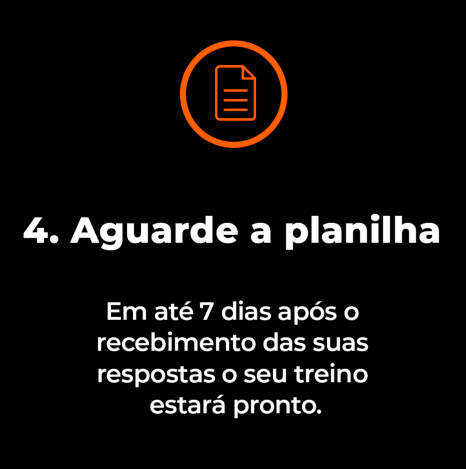 4. Aguarde a planilha
Em até 7 dias após o
recebimento das suas
respostas o seu treino
estará pronto.